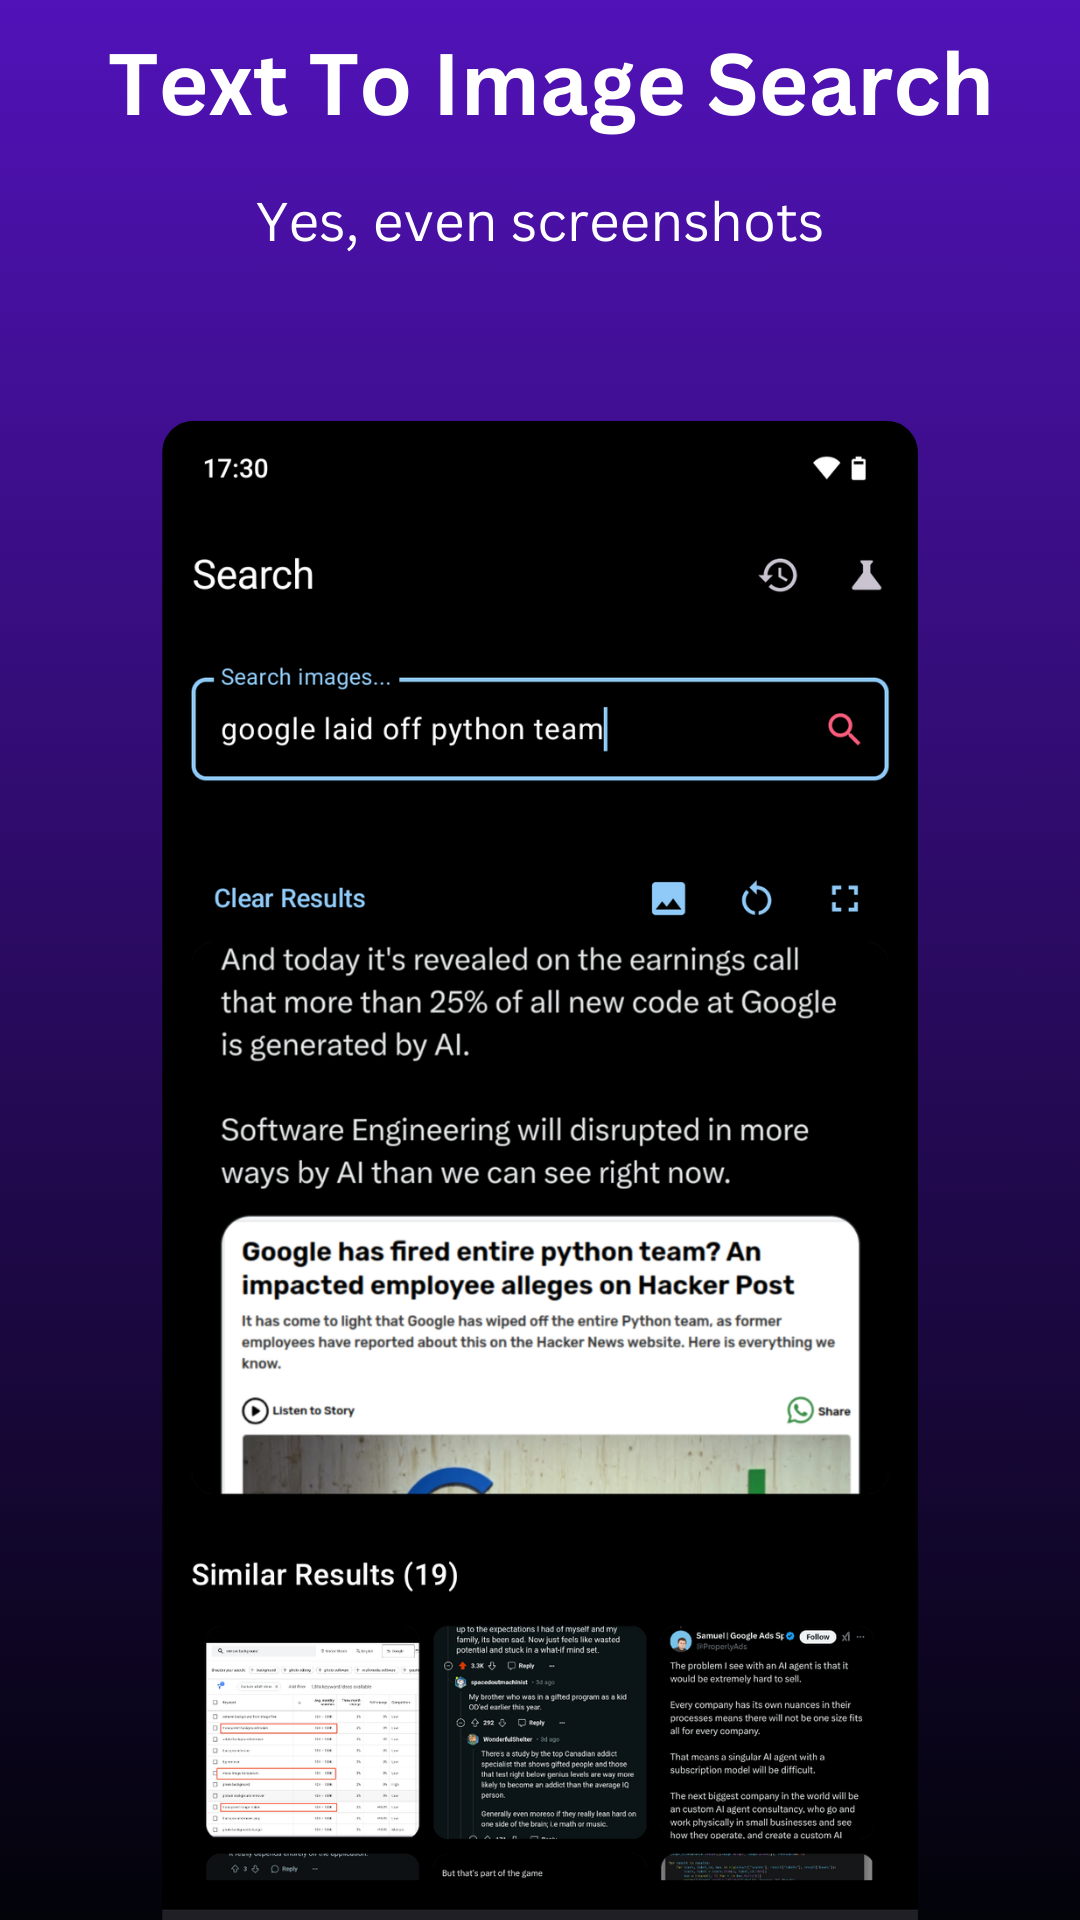 Text To Image Search
Yes, even screenshots
17:30
Search
Search images...
google laid off python team
Clear Results
And today it's revealed on the earnings call
that more than 25% of all new code at Google
is generated by AI.
Software Engineering will disrupted in more
ways by AI than we can see right now.
Google has fired entire python team? An
impacted employee alleges on Hacker Post
It has come to light that Google has wiped off the entire Python team, as former
employees have reported about this on the Hacker News website. Here is everything we
know.
Listen to Story
Share
Similar Results (19)
up to the expectations I had of myself and my
family, its been sad. Now just feels like wasted
potential and stuck in a what-if mind set.
3.3K Reply
spacedoutmachinist · 3d ago
My brother who was in a gifted program as a kid
OD'ed earlier this year.
292 Reply
WonderfulShelter · 3d ago
There's a study by the top Canadian addict
specialist that shows gifted people and those
that test right below genius levels are way more
likely to become an addict than the average IQ
person.
Generally even moreso if they really lean hard on
one side of the brain; i.e math or music.
Samuel | Google Ads Sp
Follow
@ProperlyAds
The problem I see with an AI agent is that it
would be extremely hard to sell.
Every company has its own nuances in their
processes means there will not be one size fits
all for every company.
That means a singular AI agent with a
subscription model will be difficult.
The next biggest company in the world will be
an custom AI agent consultancy, who go and
work physically in small businesses and see
how they operate, and create a custom AI
it really depends entirely on the application.
3 Reply
But that's part of the game